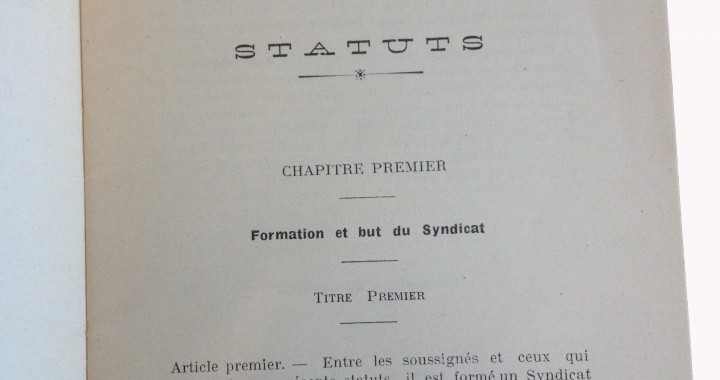 STATUTS
CHAPITRE PREMIER
Formation et but du Syndicat
TITRE PREMIER
Article premier. — Entre les soussignés et ceux qui
statuts, il est formé un Syndicat